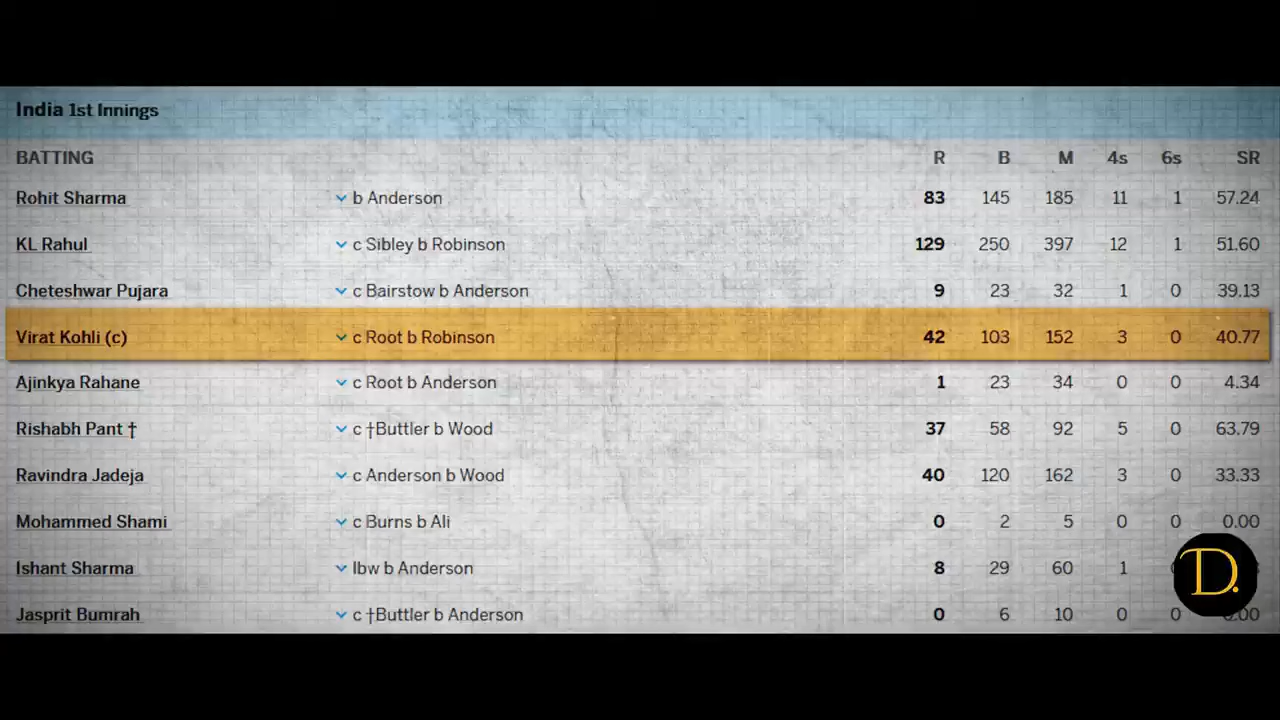 India 1st Innings
BATTING R B M 4s 6s SR
Rohit Sharma b Anderson 83 145 185 11 1 57.24
KL Rahul c Sibley b Robinson 129 250 397 12 1 51.60
Cheteshwar Pujara c Bairstow b Anderson 9 23 32 1 0 39.13
Virat Kohli (c) c Root b Robinson 42 103 152 3 0 40.77
Ajinkya Rahane c Root b Anderson 1 23 34 0 0 4.34
Rishabh Pant † c †Buttler b Wood 37 58 92 5 0 63.79
Ravindra Jadeja c Anderson b Wood 40 120 162 3 0 33.33
Mohammed Shami c Burns b Ali 0 2 5 0 0 0.00
Ishant Sharma lbw b Anderson 8 29 60 1
Jasprit Bumrah c †Buttler b Anderson 0 6 10 0 0 0.00
D.